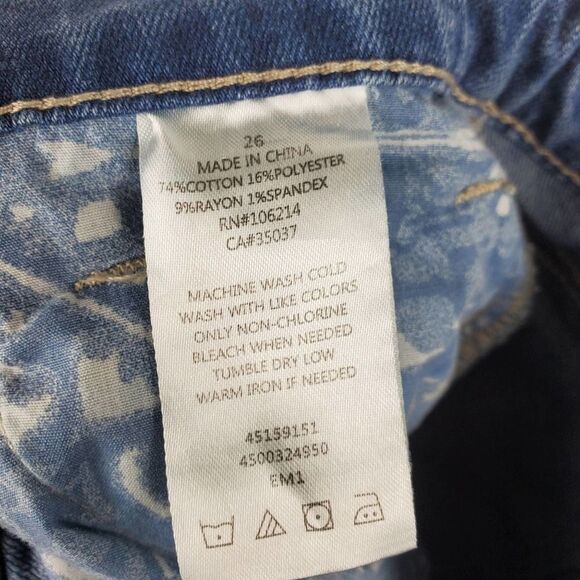 26
MADE IN CHINA
74%COTTON 16%POLYESTER
9%RAYON 1%SPANDEX
RN#106214
CA#35037
MACHINE WASH COLD
WASH WITH LIKE COLORS
ONLY NON-CHLORINE
BLEACH WHEN NEEDED
TUMBLE DRY LOW
WARM IRON IF NEEDED
45159151
4500324950
EM1